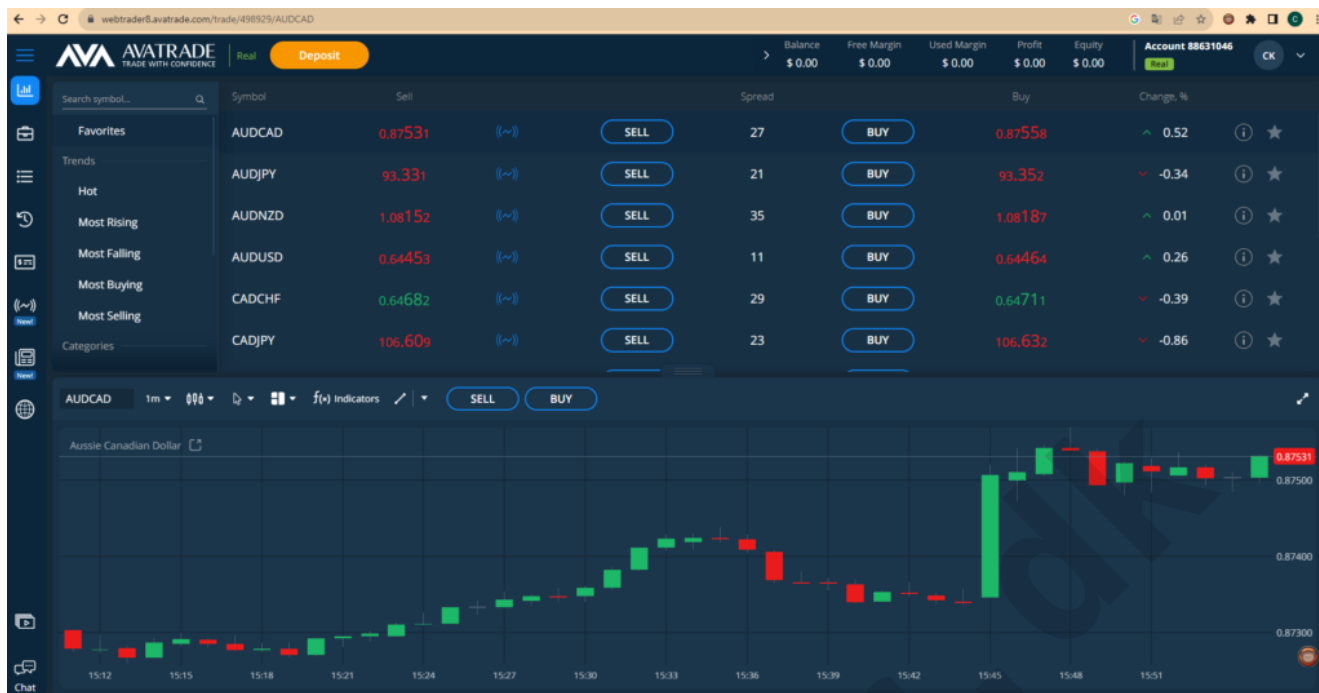 webtrader8.avatrade.com/trade/498929/AUDCAD
AVA AVATRADE
TRADE WITH CONFIDENCE
Real
Deposit
Balance Free Margin Used Margin Profit Equity
$ 0.00 $ 0.00 $ 0.00 $ 0.00 $ 0.00
Account 88631046
Real
CK
Search symbol...
Symbol Sell Spread Buy Change, %
Favorites
Trends
Hot
Most Rising
Most Falling
Most Buying
Most Selling
Categories
AUDCAD 0.87531 SELL 27 BUY 0.87558 0.52
AUDJPY 93.331 SELL 21 BUY 93.352 -0.34
AUDNZD 1.08152 SELL 35 BUY 1.08187 0.01
AUDUSD 0.64453 SELL 11 BUY 0.64464 0.26
CADCHF 0.64682 SELL 29 BUY 0.64711 -0.39
CADJPY 106.609 SELL 23 BUY 106.632 -0.86
New!
New!
AUDCAD 1m f(x) Indicators SELL BUY
Aussie Canadian Dollar
0.87531
0.87500
0.87400
0.87300
15:12 15:15 15:18 15:21 15:24 15:27 15:30 15:33 15:36 15:39 15:42 15:45 15:48 15:51
Chat
dk